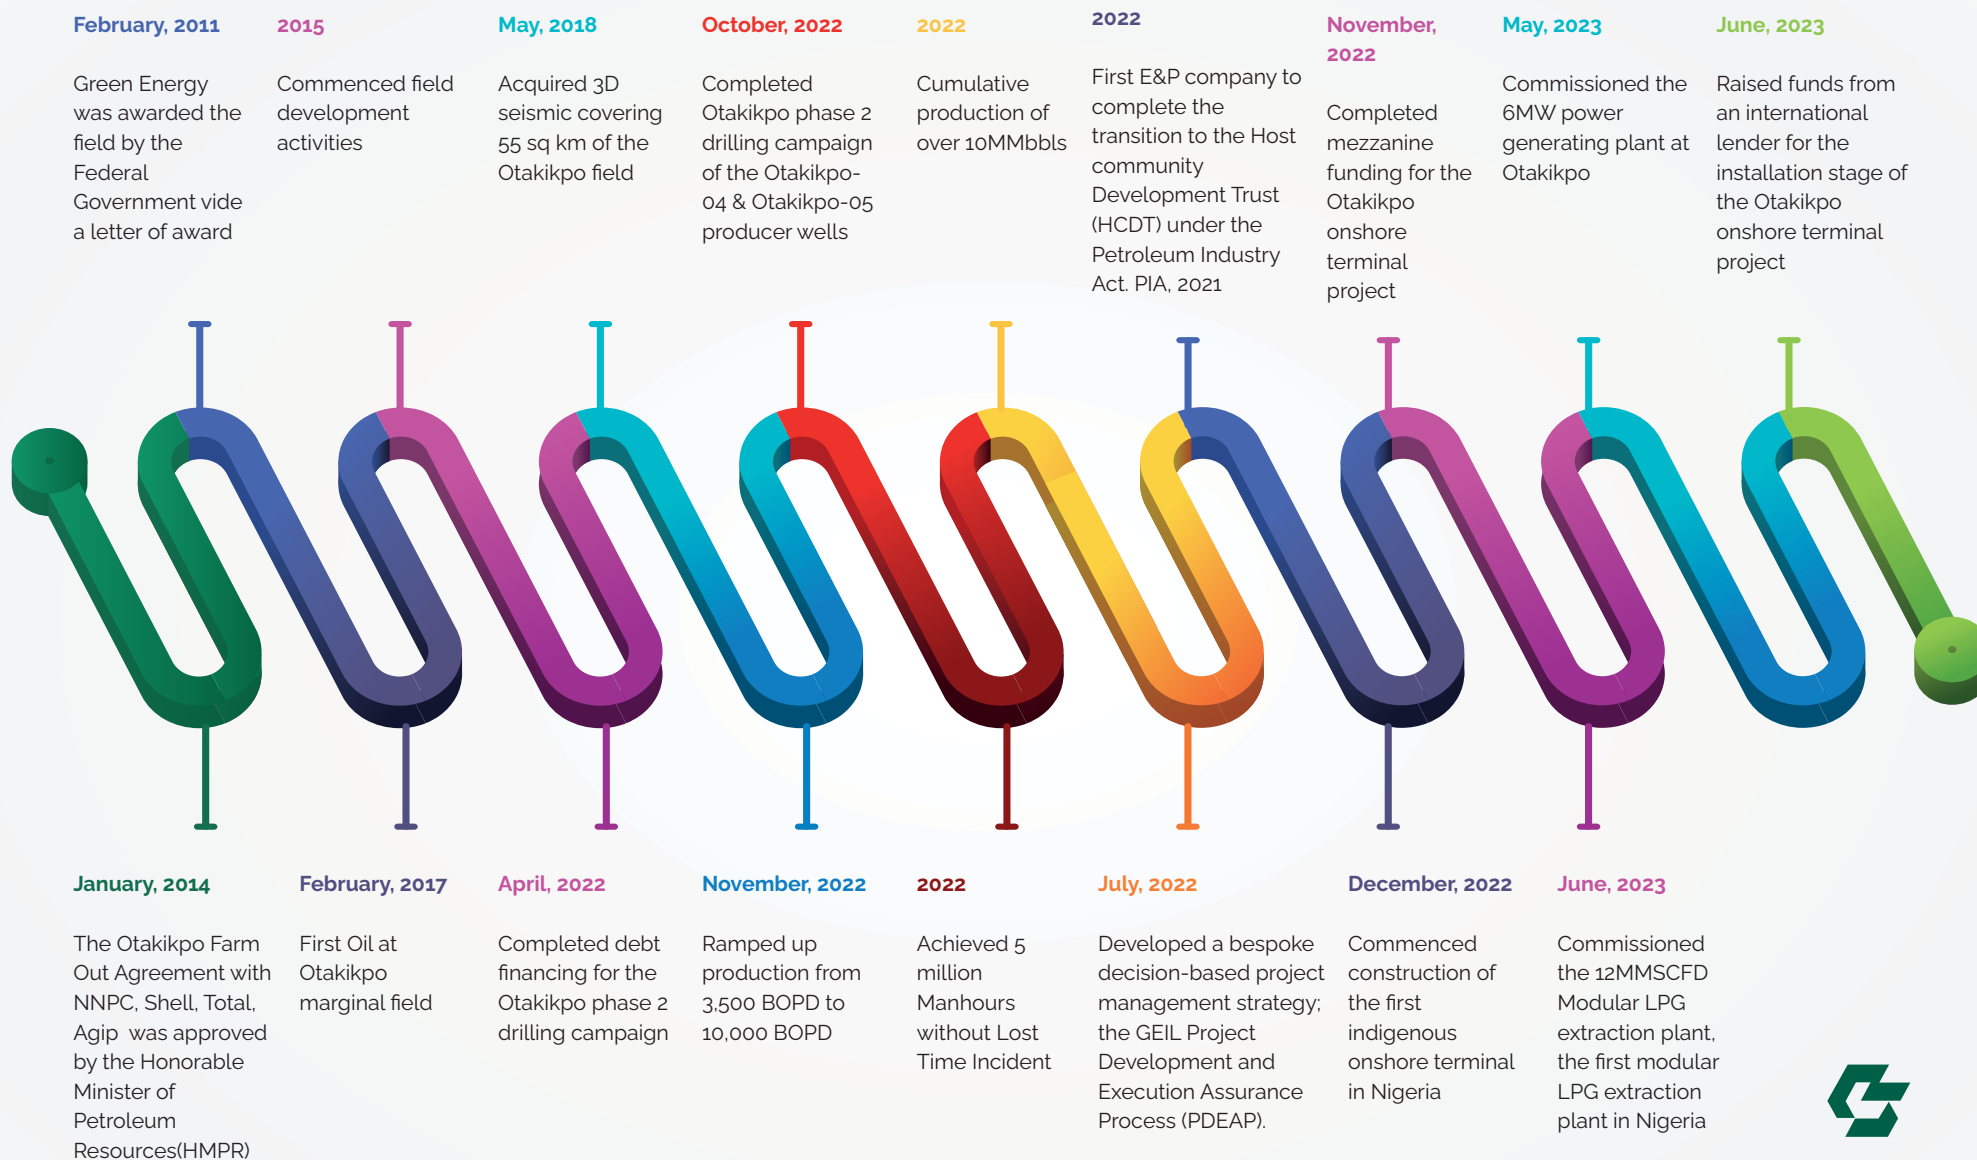 February, 2011
Green Energy
was awarded the
field by the
Federal
Government vide
a letter of award
2015
Commenced field
development
activities
May, 2018
Acquired 3D
seismic covering
55 sq km of the
Otakikpo field
October, 2022
Completed
Otakikpo phase 2
drilling campaign
of the Otakikpo-
04 & Otakikpo-05
producer wells
2022
Cumulative
production of
over 10MMbbls
2022
First E&P company to
complete the
transition to the Host
community
Development Trust
(HCDT) under the
Petroleum Industry
Act. PIA, 2021
November,
2022
Completed
mezzanine
funding for the
Otakikpo
onshore
terminal
project
May, 2023
Commissioned the
6MW power
generating plant at
Otakikpo
June, 2023
Raised funds from
an international
lender for the
installation stage of
the Otakikpo
onshore terminal
project
January, 2014
The Otakikpo Farm
Out Agreement with
NNPC, Shell, Total,
Agip  was approved
by the Honorable
Minister of
Petroleum
Resources(HMPR)
February, 2017
First Oil at
Otakikpo
marginal field
April, 2022
Completed debt
financing for the
Otakikpo phase 2
drilling campaign
November, 2022
Ramped up
production from
3,500 BOPD to
10,000 BOPD
2022
Achieved 5
million
Manhours
without Lost
Time Incident
July, 2022
Developed a bespoke
decision-based project
management strategy;
the GEIL Project
Development and
Execution Assurance
Process (PDEAP).
December, 2022
Commenced
construction of
the first
indigenous
onshore terminal
in Nigeria
June, 2023
Commissioned
the 12MMSCFD
Modular LPG
extraction plant,
the first modular
LPG extraction
plant in Nigeria